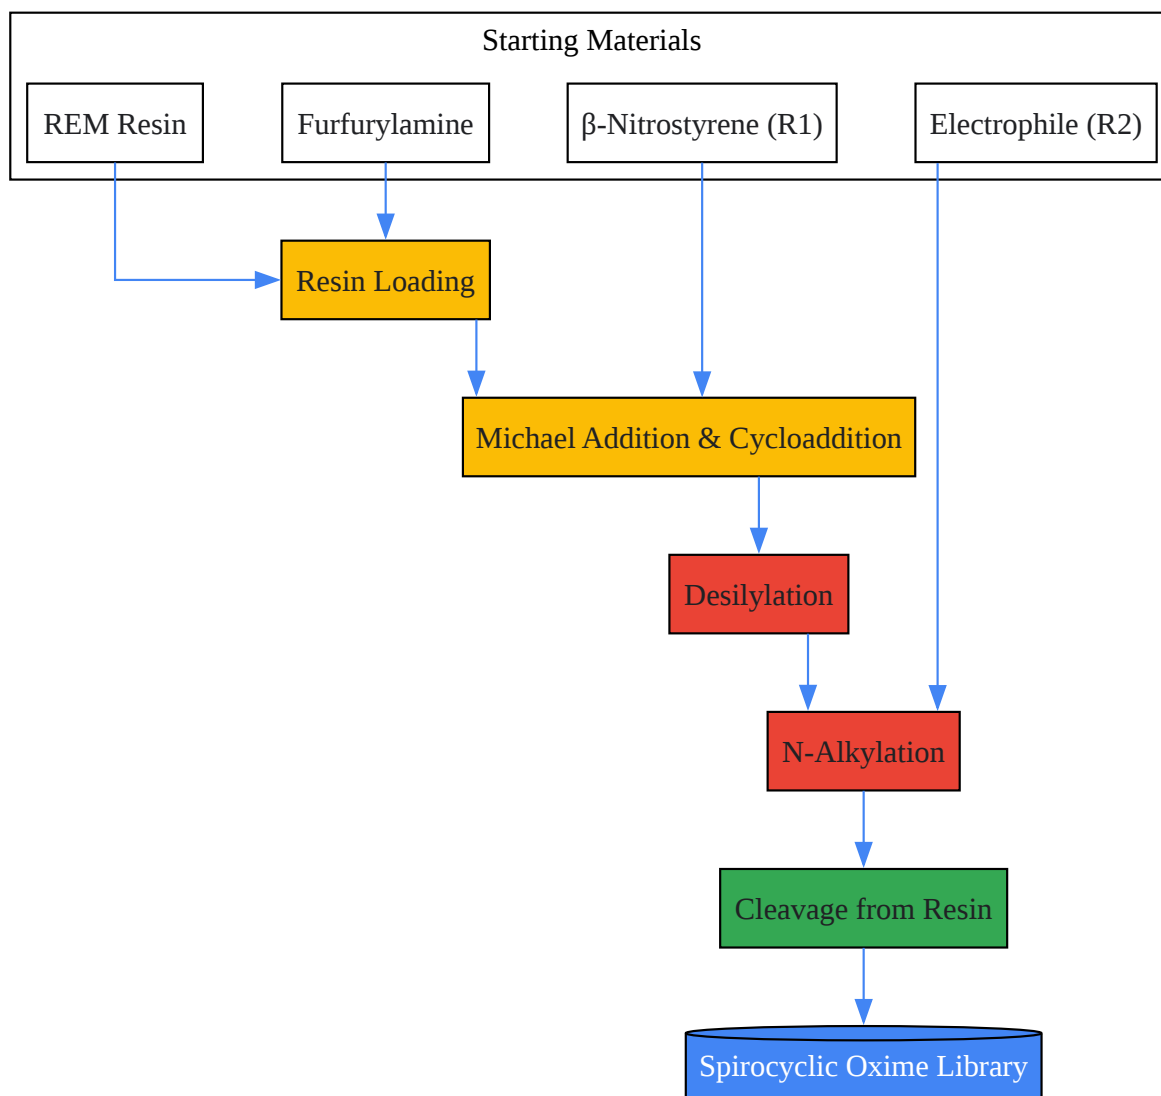 Starting Materials
REM Resin
Furfurylamine
β-Nitrostyrene (R1)
Electrophile (R2)
Resin Loading
Michael Addition & Cycloaddition
Desilylation
N-Alkylation
Cleavage from Resin
Spirocyclic Oxime Library